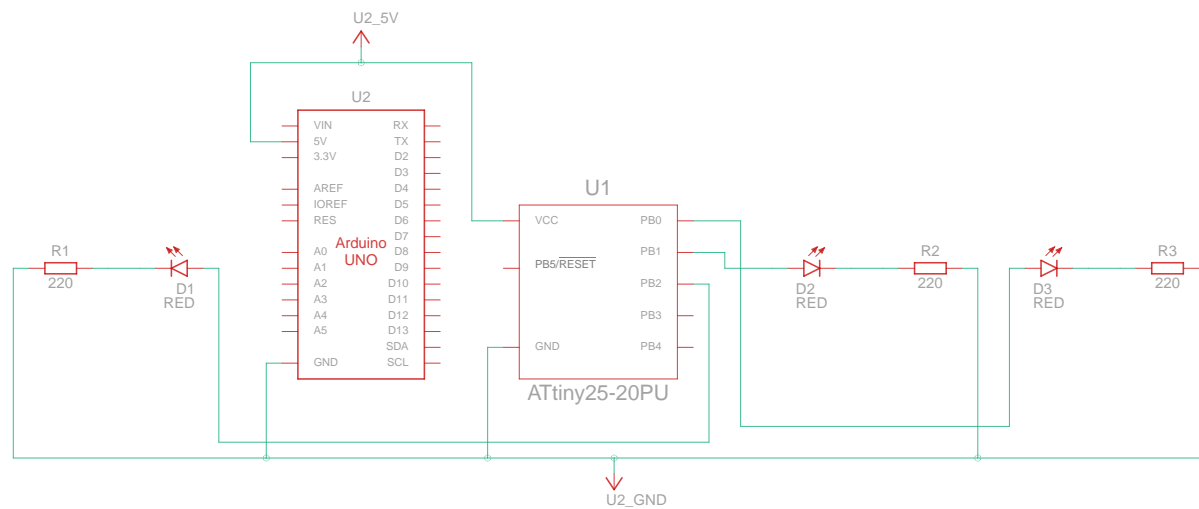 U2_5V
U2
VIN
5V
3.3V
AREF
IOREF
RES
A0
A1
A2
A3
A4
A5
GND
Arduino
UNO
RX
TX
D2
D3
D4
D5
D6
D7
D8
D9
D10
D11
D12
D13
SDA
SCL
U1
VCC
PB5/RESET
GND
PB0
PB1
PB2
PB3
PB4
ATtiny25-20PU
R1
220
D1
RED
D2
RED
R2
220
D3
RED
R3
220
U2_GND